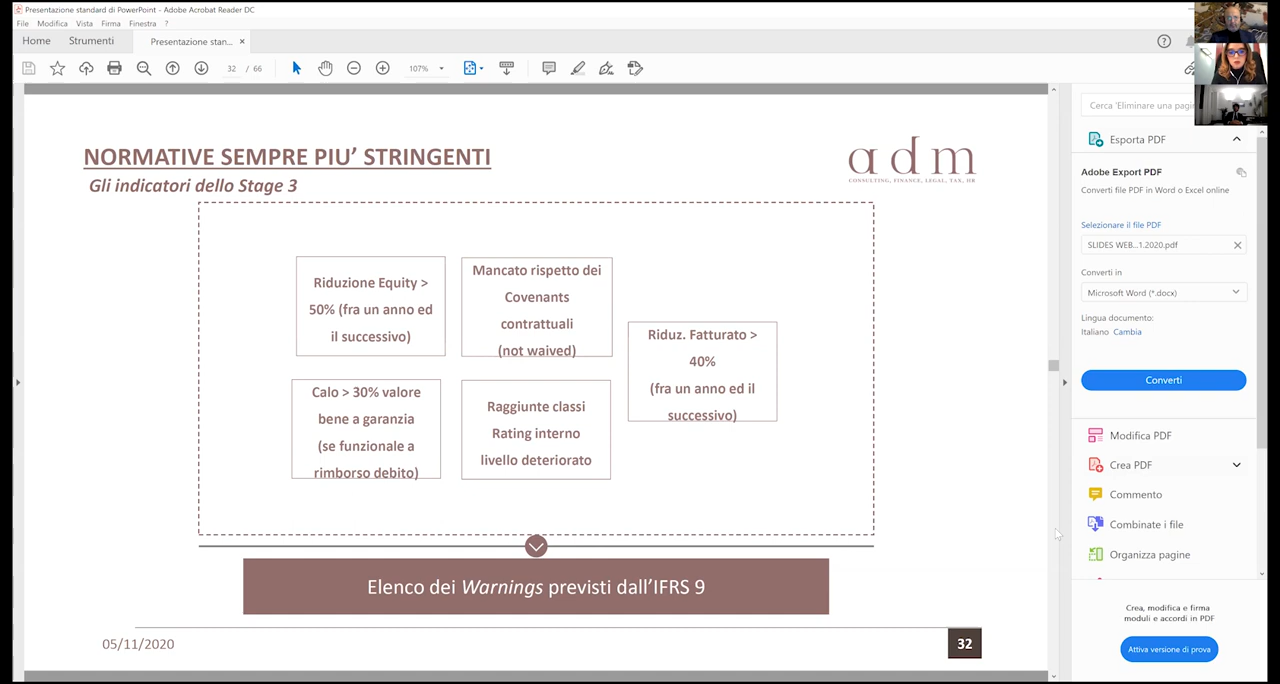 Presentazione standard di PowerPoint - Adobe Acrobat Reader DC
File Modifica Vista Firma Finestra ?
Home Strumenti Presentazione stan... ×
32 / 66 107%
NORMATIVE SEMPRE PIU’ STRINGENTI
Gli indicatori dello Stage 3
adm
CONSULTING, FINANCE, LEGAL, TAX, HR
Riduzione Equity >
50% (fra un anno ed
il successivo)
Mancato rispetto dei
Covenants
contrattuali
(not waived)
Riduz. Fatturato >
40%
(fra un anno ed il
successivo)
Calo > 30% valore
bene a garanzia
(se funzionale a
rimborso debito)
Raggiunte classi
Rating interno
livello deteriorato
Elenco dei Warnings previsti dall’IFRS 9
05/11/2020
32
Cerca 'Eliminare una pagin
Esporta PDF
Adobe Export PDF
Converti file PDF in Word o Excel online
Selezionare il file PDF
SLIDES WEB...1.2020.pdf
Converti in
Microsoft Word (*.docx)
Lingua documento:
Italiano Cambia
Converti
Modifica PDF
Crea PDF
Commento
Combinate i file
Organizza pagine
Crea, modifica e firma
moduli e accordi in PDF
Attiva versione di prova